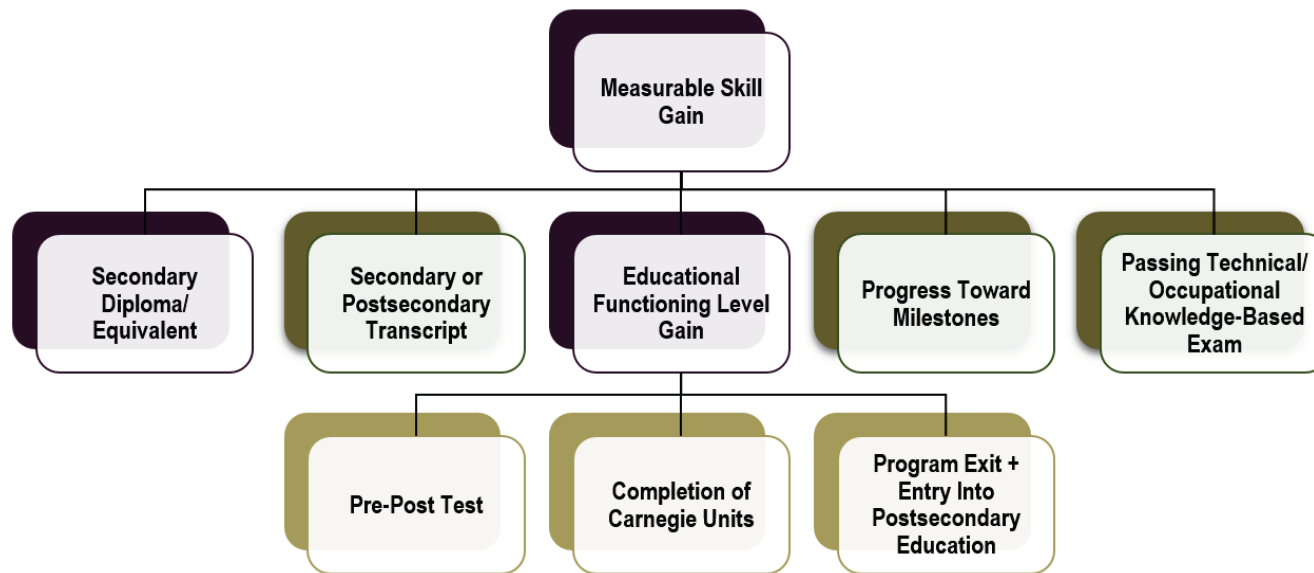 Measurable Skill
Gain
Secondary
Diploma/
Equivalent
Secondary or
Postsecondary
Transcript
Educational
Functioning Level
Gain
Progress Toward
Milestones
Passing Technical/
Occupational
Knowledge-Based
Exam
Pre-Post Test
Completion of
Carnegie Units
Program Exit +
Entry Into
Postsecondary
Education